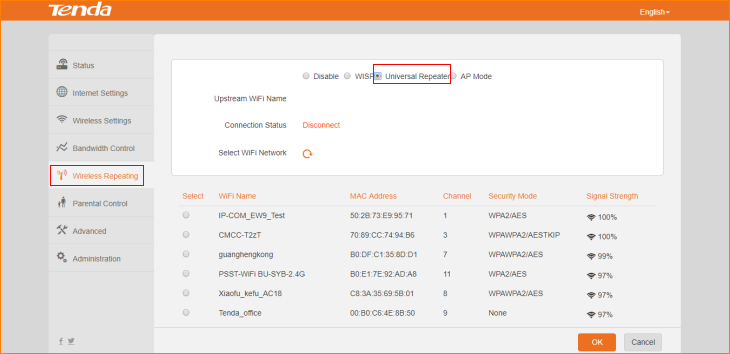 Tenda
English
Status
Internet Settings
Wireless Settings
Bandwidth Control
Wireless Repeating
Parental Control
Advanced
Administration
Disable WISP Universal Repeater AP Mode
Upstream WiFi Name
Connection Status Disconnect
Select WiFi Network
Select WiFi Name MAC Address Channel Security Mode Signal Strength
IP-COM_EW9_Test 50:2B:73:E9:95:71 1 WPA2/AES 100%
CMCC-T2zT 70:89:CC:74:94:B6 3 WPAWPA2/AESTKIP 100%
guanghengkong B0:DF:C1:35:8D:D1 7 WPAWPA2/AES 99%
PSST-WiFi BU-SYB-2.4G B0:E1:7E:92:AD:A8 11 WPA2/AES 97%
Xiaofu_kefu_AC18 C8:3A:35:69:5B:01 8 WPAWPA2/AES 97%
Tenda_office 00:B0:C6:4E:8B:50 9 None 97%
OK Cancel